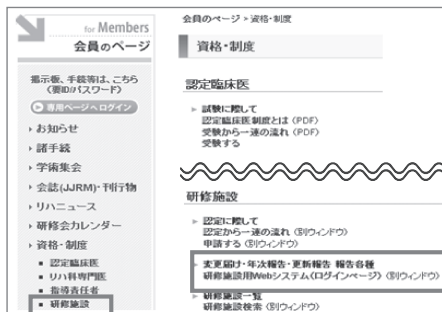 for Members
会員のページ
掲示板、手続等は、こちら
(要ID/パスワード)
専用ページへログイン
お知らせ
諸手続
学術集会
会誌(JJRM)・刊行物
リハニュース
研修会カレンダー
資格・制度
認定臨床医
リハ科専門医
指導責任者
研修施設
会員のページ > 資格・制度
資格・制度
認定臨床医
試験に際して
認定臨床医制度とは (PDF)
受験から一連の流れ (PDF)
受験する
研修施設
認定に際して
認定から一連の流れ (別ウィンドウ)
申請する (別ウィンドウ)
変更届け・年次報告・更新報告 報告各種
研修施設用Webシステム(ログインページ) (別ウィンドウ)
研修施設一覧
研修施設検索 (別ウィンドウ)